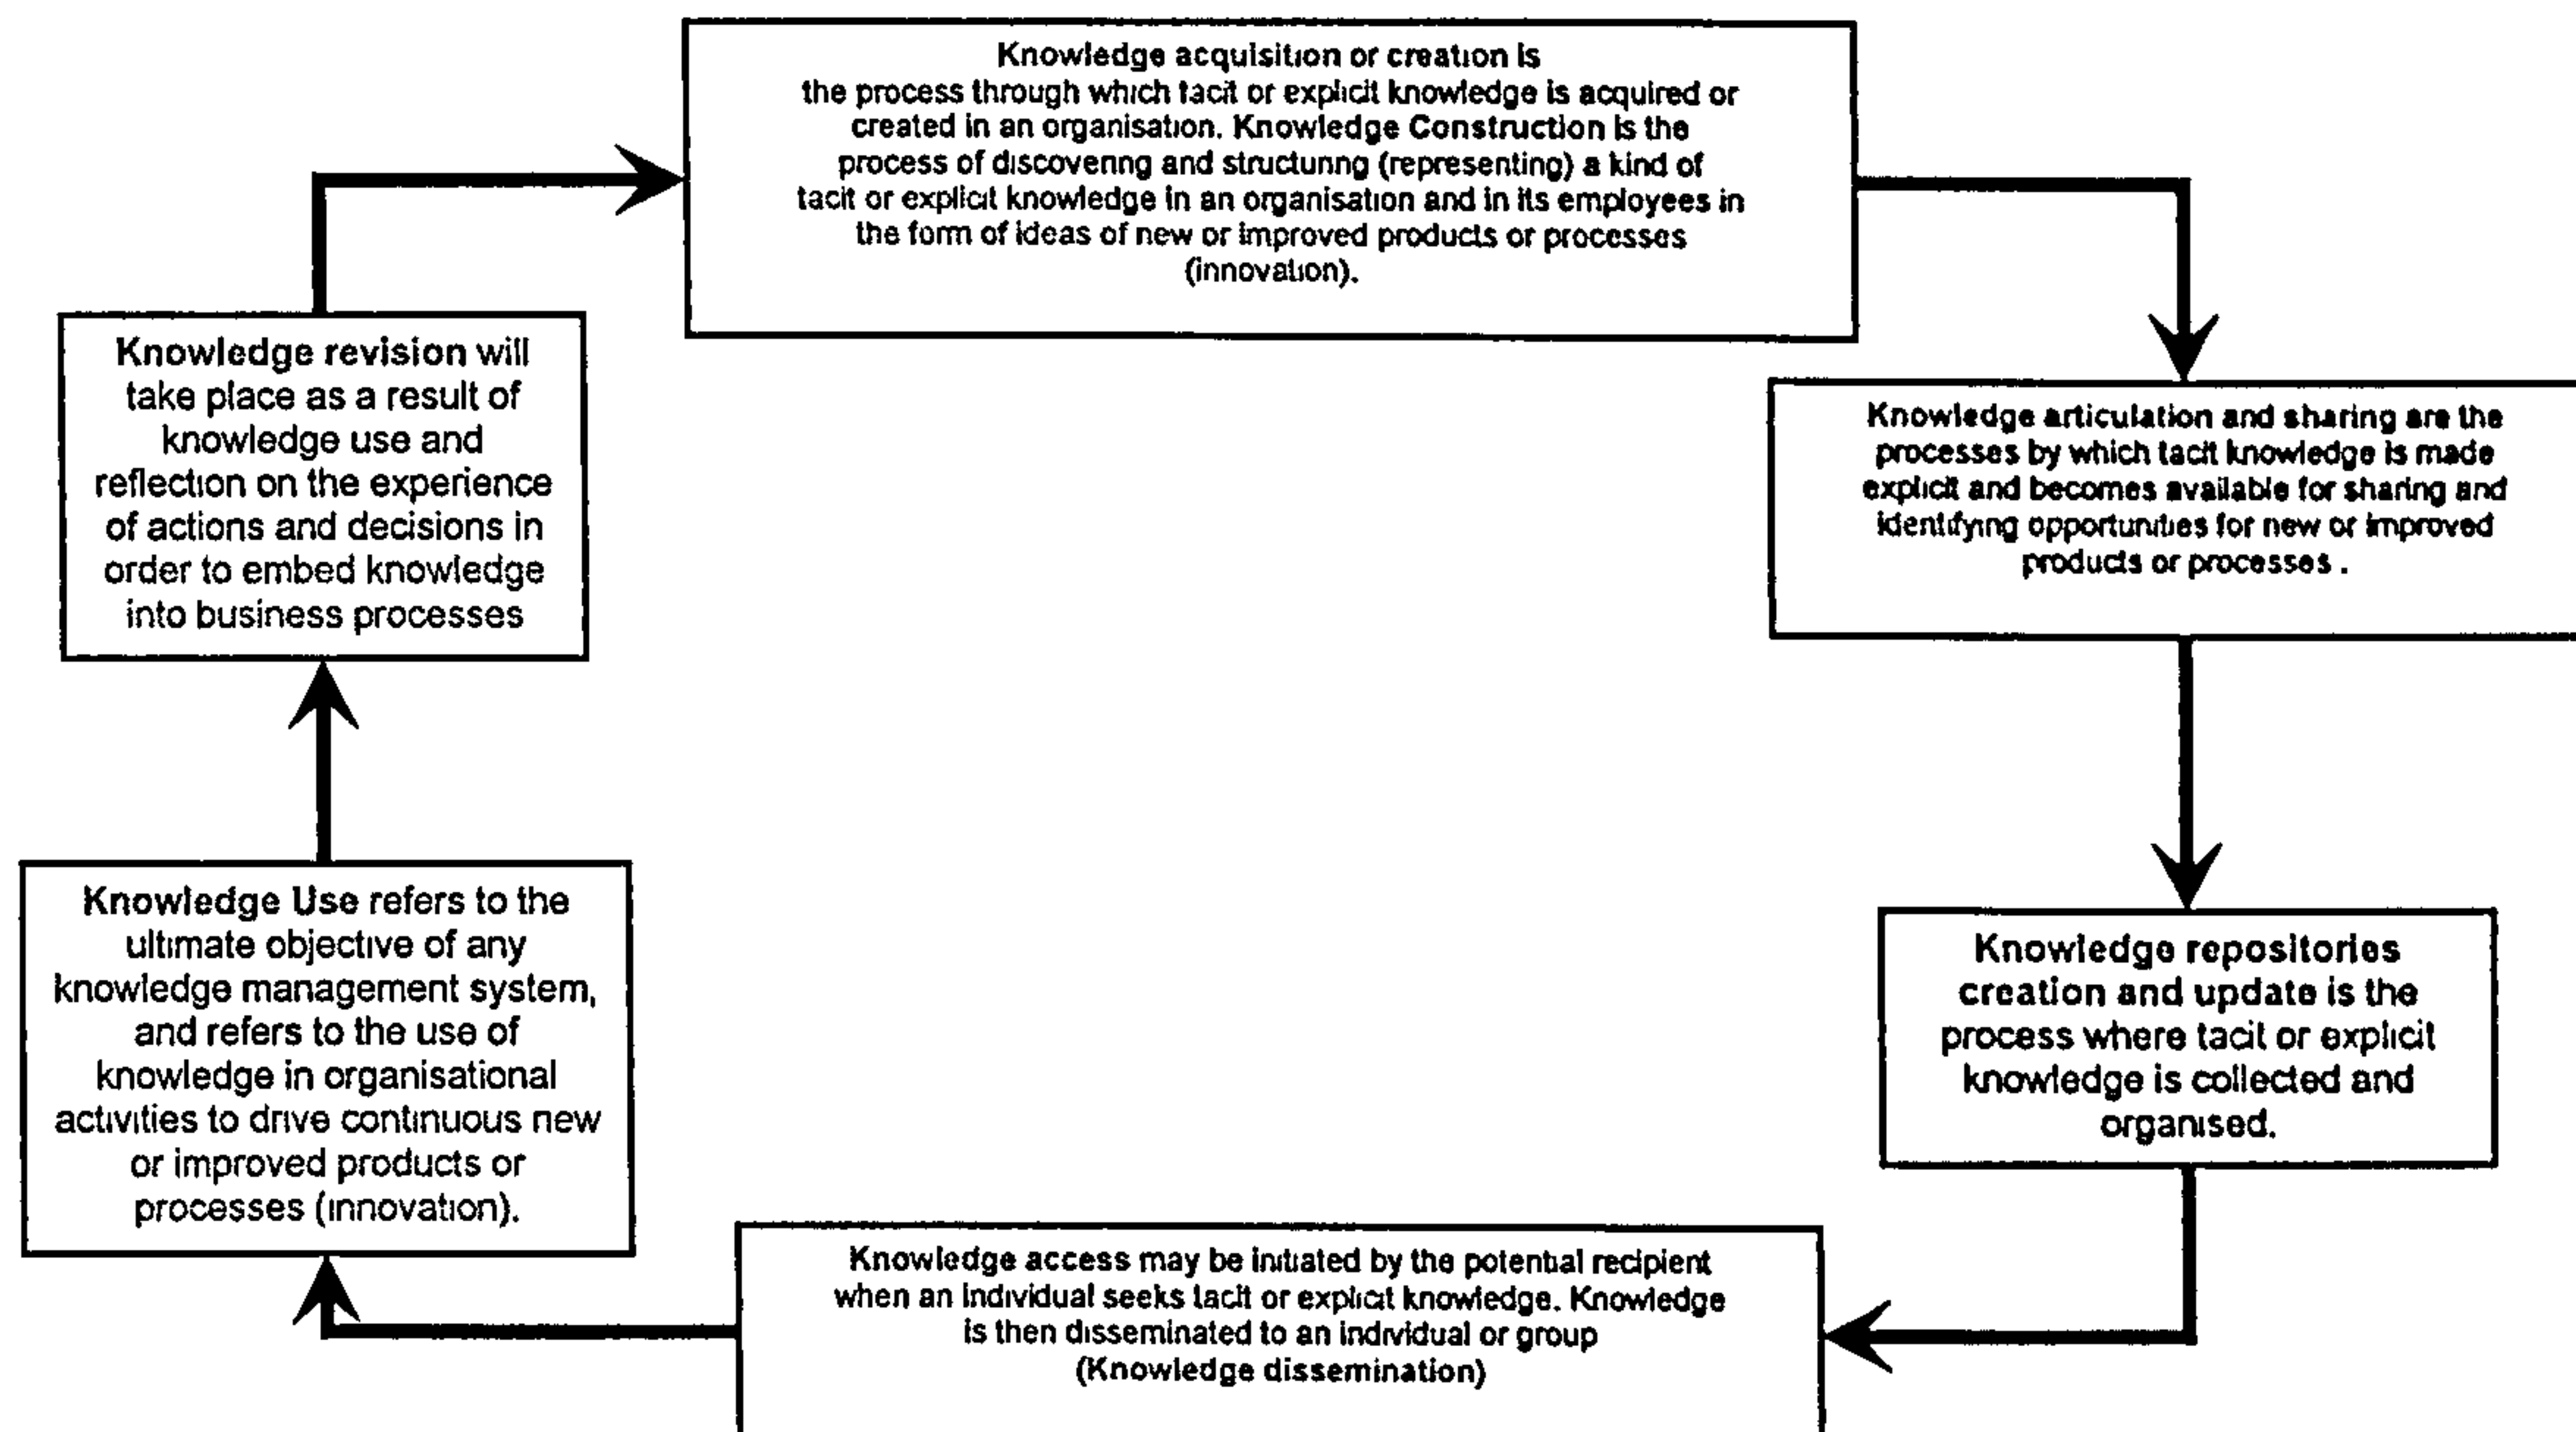 Knowledge acquisition or creation is
the process through which tacit or explicit knowledge is acquired or
created in an organisation. Knowledge Construction is the
process of discovering and structuring (representing) a kind of
tacit or explicit knowledge in an organisation and in its employees in
the form of ideas of new or improved products or processes
(innovation).
Knowledge articulation and sharing are the
processes by which tacit knowledge is made
explicit and becomes available for sharing and
identifying opportunities for new or improved
products or processes .
Knowledge repositories
creation and update is the
process where tacit or explicit
knowledge is collected and
organised.
Knowledge access may be initiated by the potential recipient
when an individual seeks tacit or explicit knowledge. Knowledge
is then disseminated to an individual or group
(Knowledge dissemination)
Knowledge Use refers to the
ultimate objective of any
knowledge management system,
and refers to the use of
knowledge in organisational
activities to drive continuous new
or improved products or
processes (innovation).
Knowledge revision will
take place as a result of
knowledge use and
reflection on the experience
of actions and decisions in
order to embed knowledge
into business processes